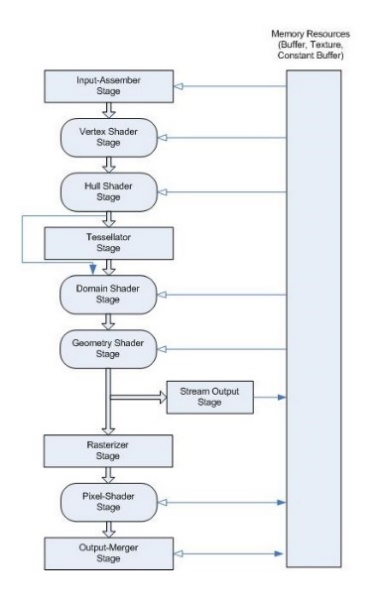 Memory Resources
(Buffer, Texture,
Constant Buffer)
Input-Assember
Stage
Vertex Shader
Stage
Hull Shader
Stage
Tessellator
Stage
Domain Shader
Stage
Geometry Shader
Stage
Stream Output
Stage
Rasterizer
Stage
Pixel-Shader
Stage
Output-Merger
Stage